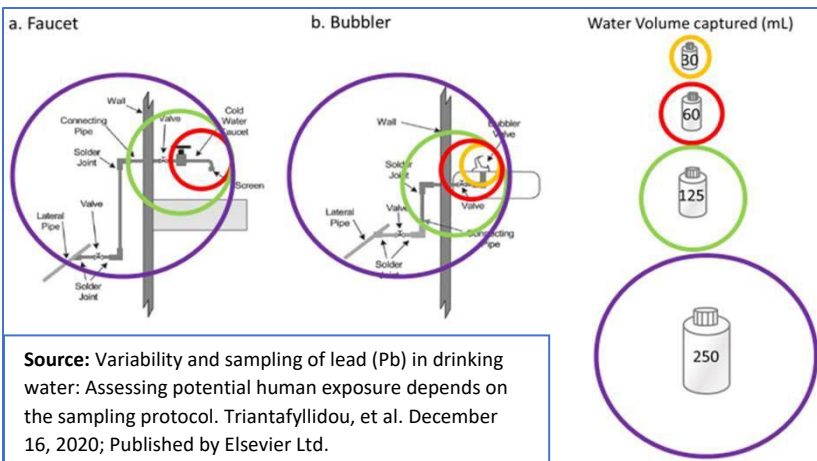 a. Faucet
b. Bubbler
Water Volume captured (mL)
Wall
Connecting
Pipe
Valve
Cold
Water
Faucet
Solder
Joint
Screen
Valve
Lateral
Pipe
Solder
Joint
Wall
Bubbler
Valve
Solder
Joint
Valve
Valve
Lateral
Pipe
Connecting
Pipe
Solder
Joint
30
60
125
250
Source: Variability and sampling of lead (Pb) in drinking
water: Assessing potential human exposure depends on
the sampling protocol. Triantafyllidou, et al. December
16, 2020; Published by Elsevier Ltd.